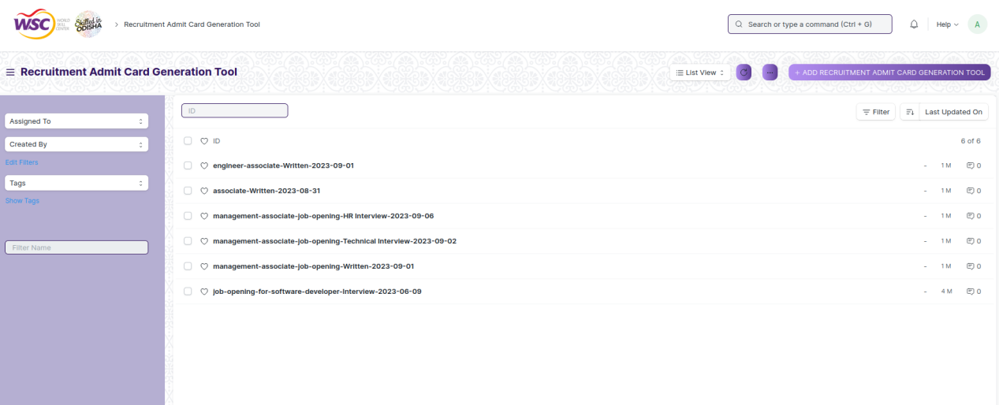 WSC WORLD SKILL CENTER Skilled in ODISHA > Recruitment Admit Card Generation Tool Search or type a command (Ctrl + G) Help A
Recruitment Admit Card Generation Tool List View + ADD RECRUITMENT ADMIT CARD GENERATION TOOL
Assigned To
Created By
Edit Filters
Tags
Show Tags
Filter Name
ID Filter Last Updated On
ID 6 of 6
engineer-associate-Written-2023-09-01 - 1 M 0
associate-Written-2023-08-31 - 1 M 0
management-associate-job-opening-HR Interview-2023-09-06 - 1 M 0
management-associate-job-opening-Technical Interview-2023-09-02 - 1 M 0
management-associate-job-opening-Written-2023-09-01 - 1 M 0
job-opening-for-software-developer-Interview-2023-06-09 - 4 M 0